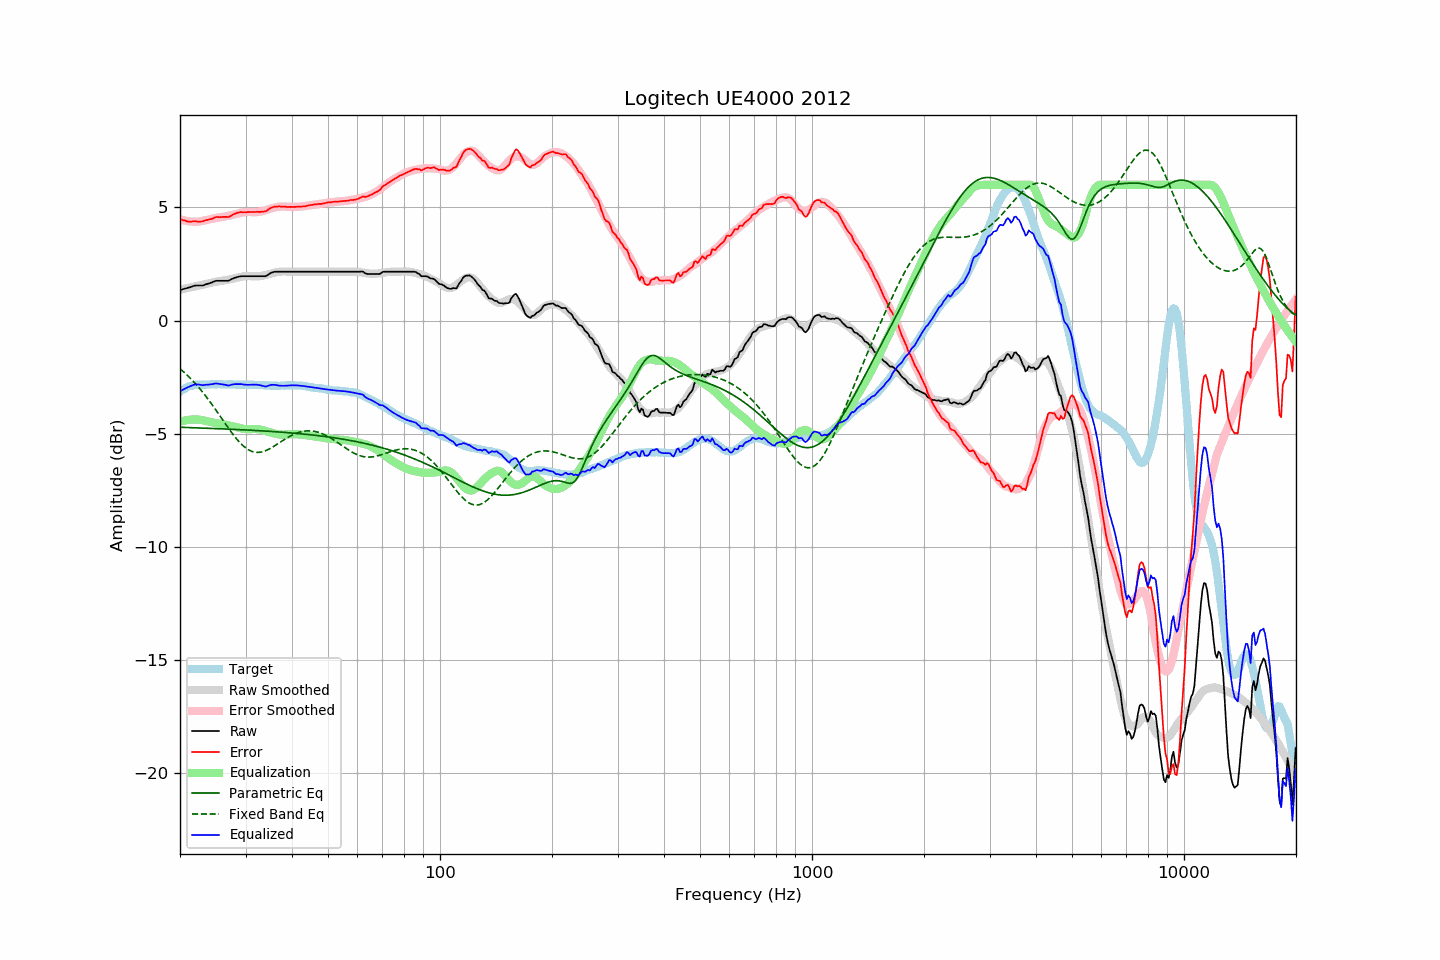 Logitech UE4000 2012
Amplitude (dBr)
5
0
−5
−10
−15
−20
Target
Raw Smoothed
Error Smoothed
Raw
Error
Equalization
Parametric Eq
Fixed Band Eq
Equalized
100
1000
10000
Frequency (Hz)